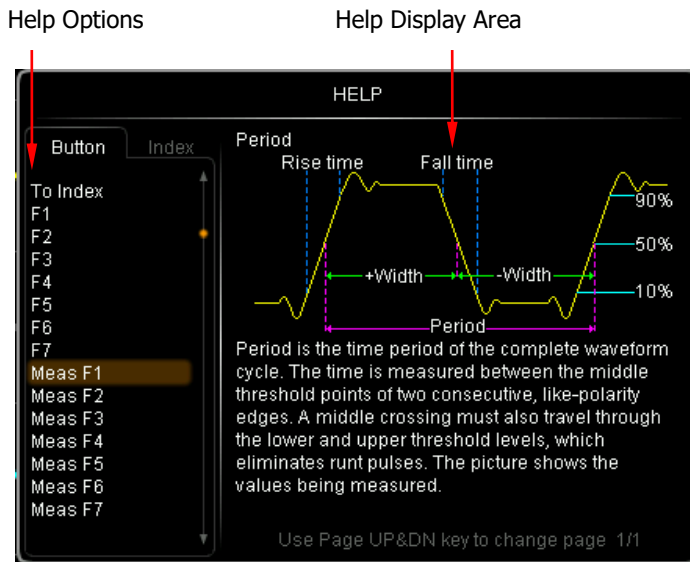 Help Options
Help Display Area
HELP
Button
Index
To Index
F1
F2
F3
F4
F5
F6
F7
Meas F1
Meas F2
Meas F3
Meas F4
Meas F5
Meas F6
Meas F7
Period
Rise time
Fall time
90%
50%
+Width
-Width
10%
Period
Period is the time period of the complete waveform
cycle. The time is measured between the middle
threshold points of two consecutive, like-polarity
edges. A middle crossing must also travel through
the lower and upper threshold levels, which
eliminates runt pulses. The picture shows the
values being measured.
Use Page UP&DN key to change page 1/1